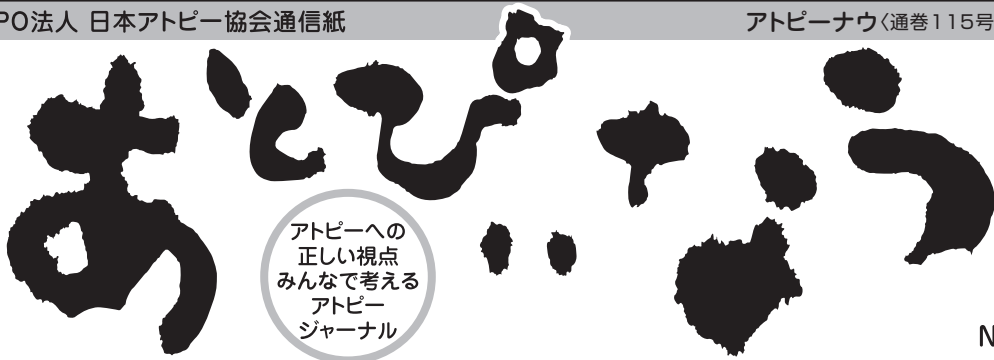 PO法人 日本アトピー協会通信紙
アトピーナウ〈通巻115号
あとぴいなう
アトピーへの
正しい視点
みんなで考える
アトピー
ジャーナル
N